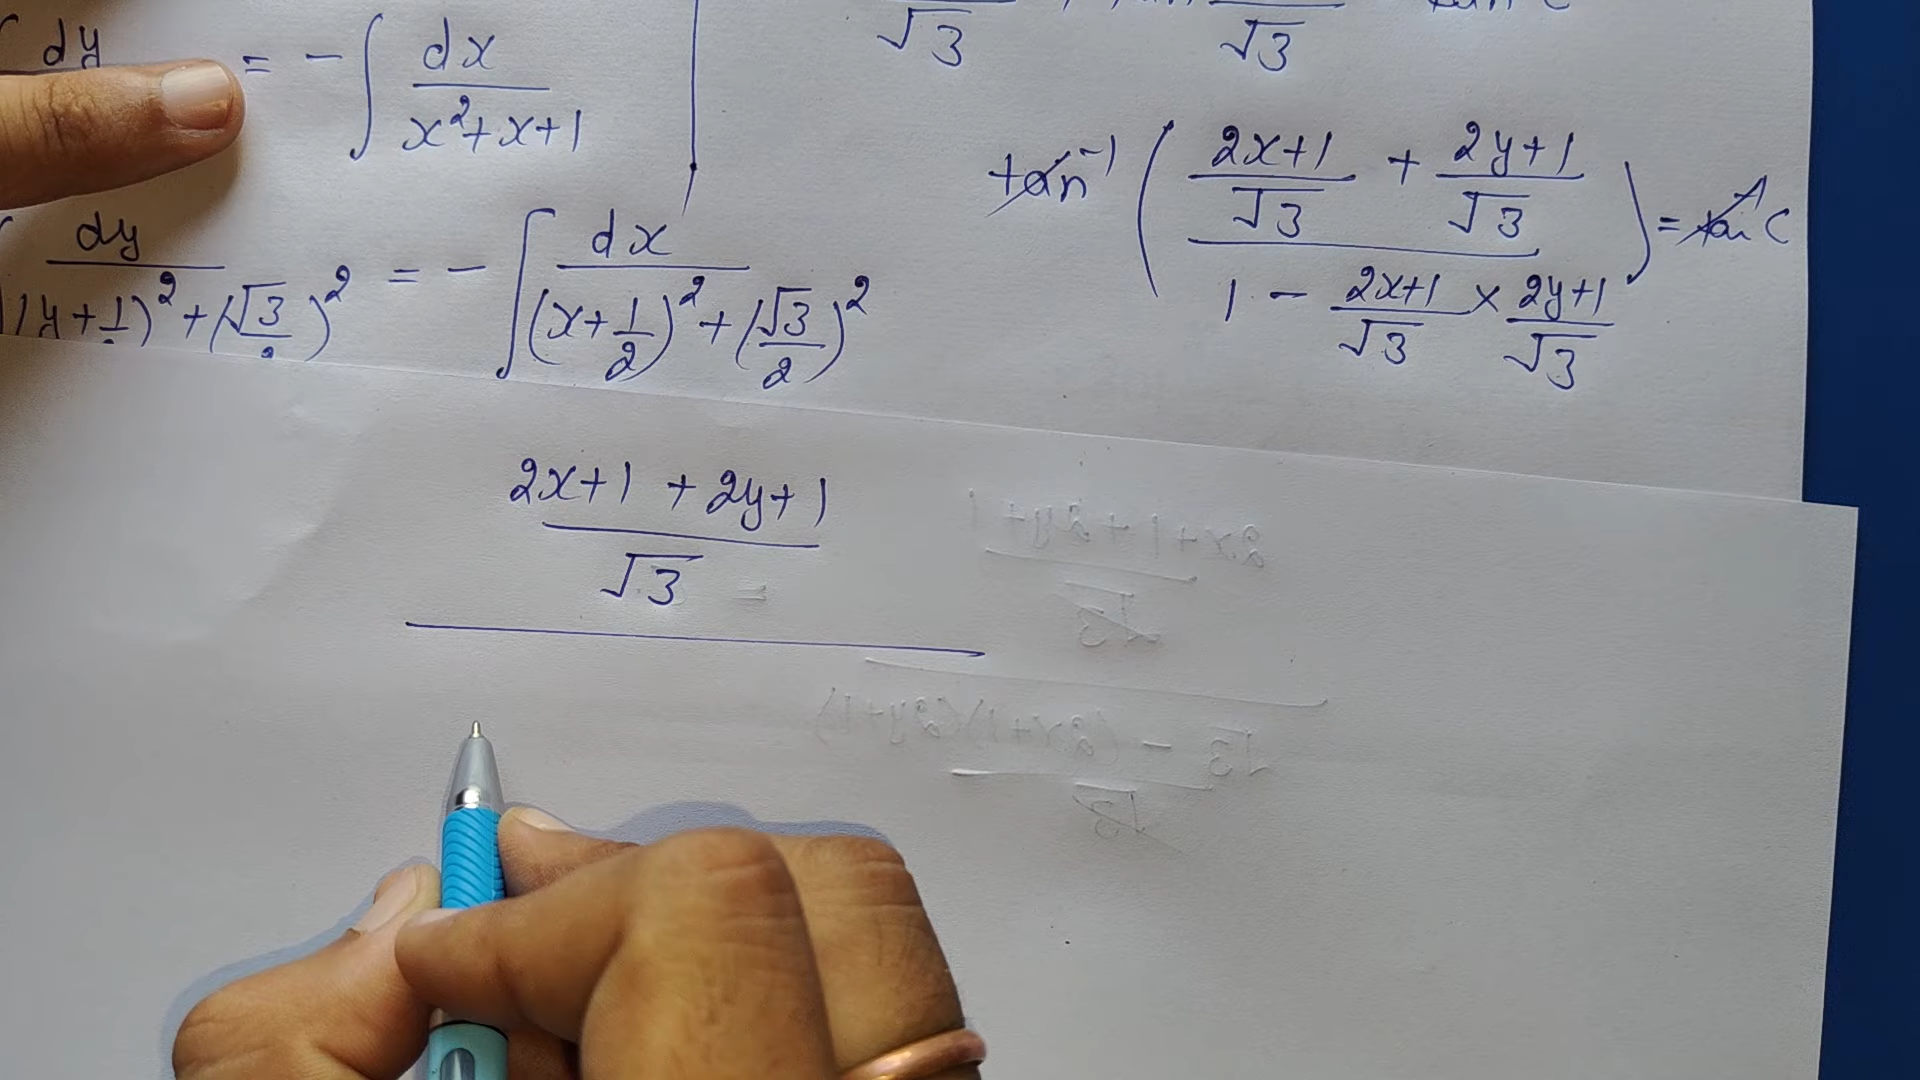 dy = - ∫ dx / x² + x + 1
dy / (y + 1)² + (√3)² = - ∫ dx / (x + 1/2)² + (√3/2)²
√3 √3
tan⁻¹ ( (2x+1)/√3 + (2y+1)/√3 / 1 - (2x+1)/√3 × (2y+1)/√3 ) = tan⁻¹ C
2x+1 + 2y+1
√3